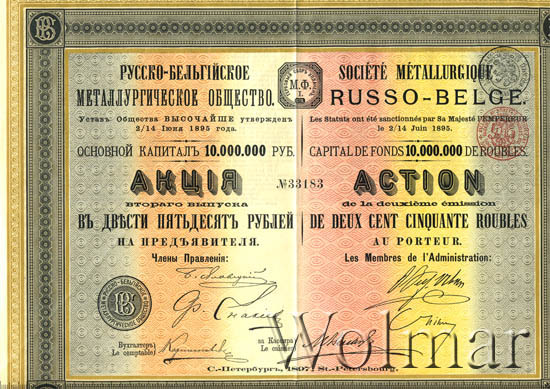 РУССКО-БЕЛЬГІЙСКОЕ
МЕТАЛЛУРГИЧЕСКОЕ ОБЩЕСТВО.
Уставъ Общества ВЫСОЧАЙШЕ утвержденъ
2/14 Іюня 1895 года.
ОСНОВНОЙ КАПИТАЛЪ 10.000.000 РУБ.
АКЦІЯ
второго выпуска
ВЪ ДВѢСТИ ПЯТЬДЕСЯТЪ РУБЛЕЙ
НА ПРЕДЪЯВИТЕЛЯ.
Члены Правленія:
М.Ф.
I.
№33183
SOCIÉTÉ MÉTALLURGIQUE
RUSSO-BELGE.
Les Statuts ont été sanctionnés par Sa Majesté l'EMPEREUR
le 2/14 Juin 1895.
CAPITAL DE FONDS 10,000,000 DE ROUBLES.
ACTION
de la deuxième émission
DE DEUX CENT CINQUANTE ROUBLES
AU PORTEUR.
Les Membres de l'Administration:
Бухгалтеръ
Le comptable)
за Кассира
Le caissier
С.-Петербургъ, 1897. St.-Pétersbourg.
Wolmar